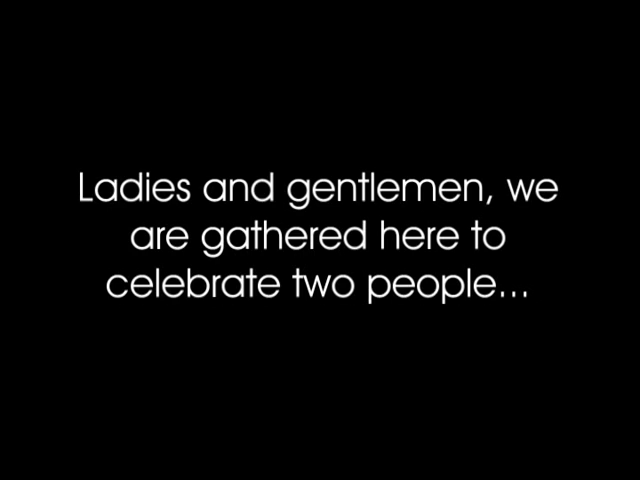 Ladies and gentlemen, we
are gathered here to
celebrate two people...